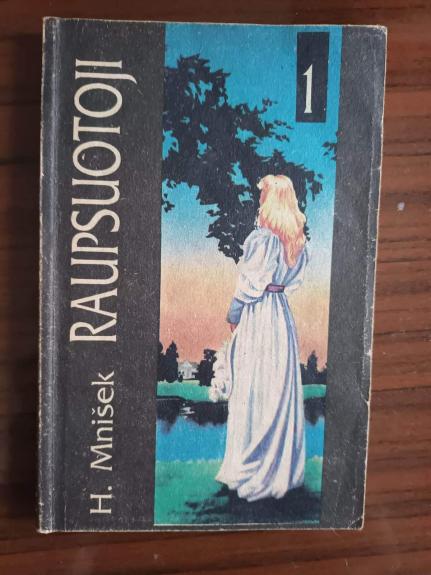 H. Mnišek
RAUPSUOTOJI
1